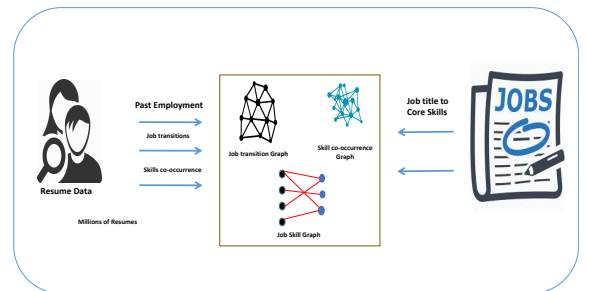 Past Employment
Job transitions
Skills co-occurrence
Resume Data
Millions of Resumes
Job transition Graph
Skill co-occurrence
Graph
Job Skill Graph
Job title to
Core Skills
JOBS